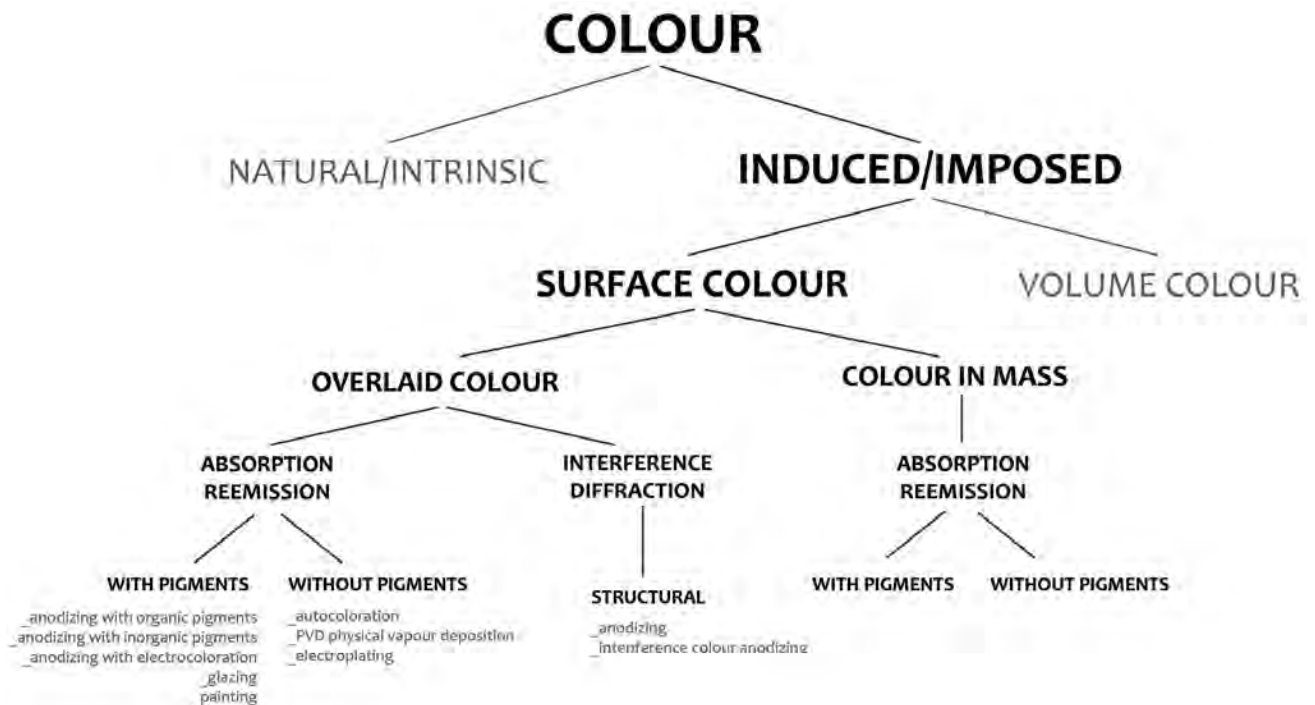 COLOUR
NATURAL/INTRINSIC
INDUCED/IMPOSED
SURFACE COLOUR
VOLUME COLOUR
OVERLAID COLOUR
COLOUR IN MASS
ABSORPTION
REEMISSION
INTERFERENCE
DIFFRACTION
ABSORPTION
REEMISSION
WITH PIGMENTS
_anodizing with organic pigments
_anodizing with inorganic pigments
_anodizing with electrocoloration
_glazing
_painting
WITHOUT PIGMENTS
_autocoloration
_PVD physical vapour deposition
_electroplating
STRUCTURAL
_anodizing
_interference colour anodizing
WITH PIGMENTS
WITHOUT PIGMENTS